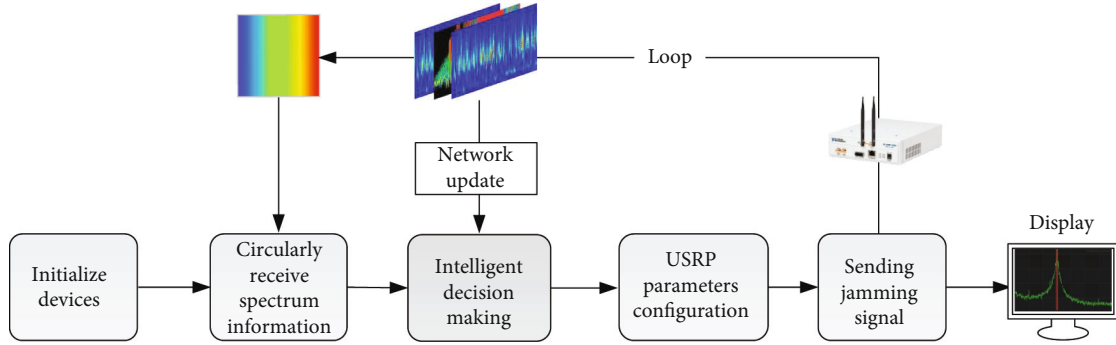 Loop
Network
update
Display
Initialize
devices
Circularly
receive
spectrum
information
Intelligent
decision
making
USRP
parameters
configuration
Sending
jamming
signal